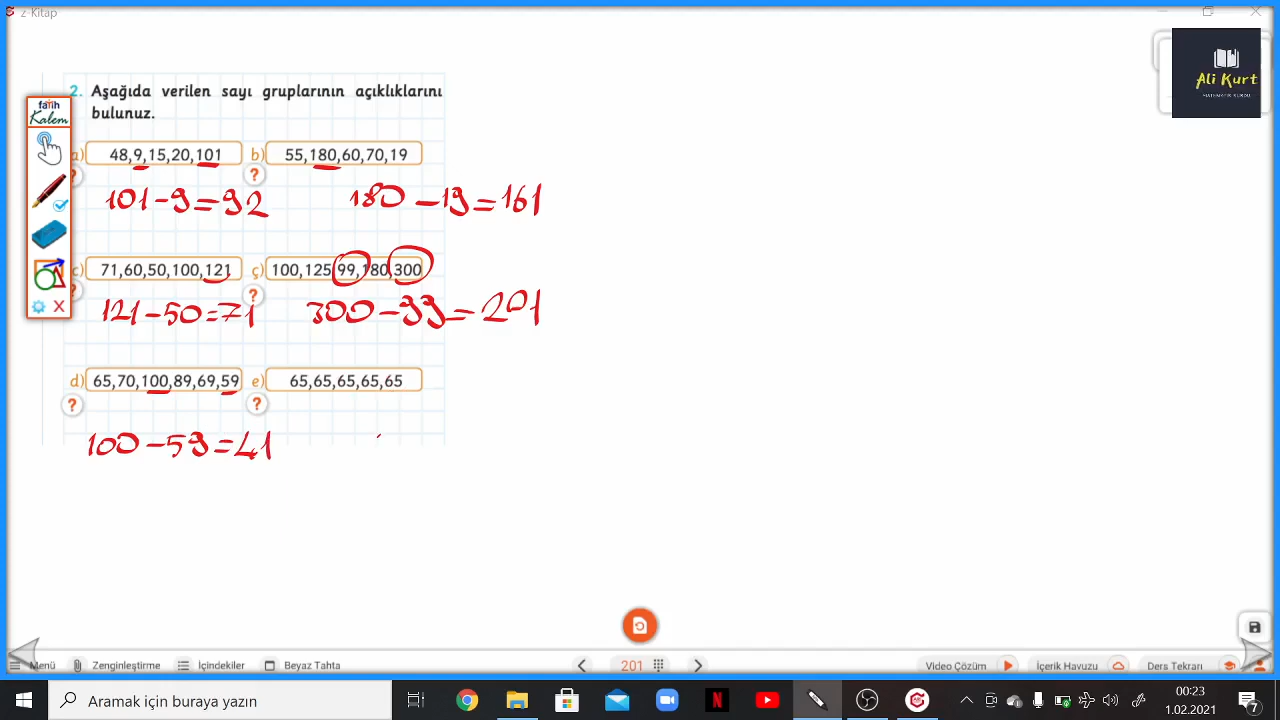 z-Kitap
Ali Kurt
2. Aşağıda verilen sayı gruplarının açıklıklarını
bulunuz.
fatih
Kalem
a) 48,9,15,20,101 b) 55,180,60,70,19
? ?
101-9=92 180-19=161
c) 71,60,50,100,121 ç) 100,125,99,180,300
? ?
121-50=71 300-99=201
d) 65,70,100,89,69,59 e) 65,65,65,65,65
? ?
100-59=41
Menü Zenginleştirme İçindekiler Beyaz Tahta 201 Video Çözüm İçerik Havuzu Ders Tekrarı
Aramak için buraya yazın 00:23
1.02.2021 7